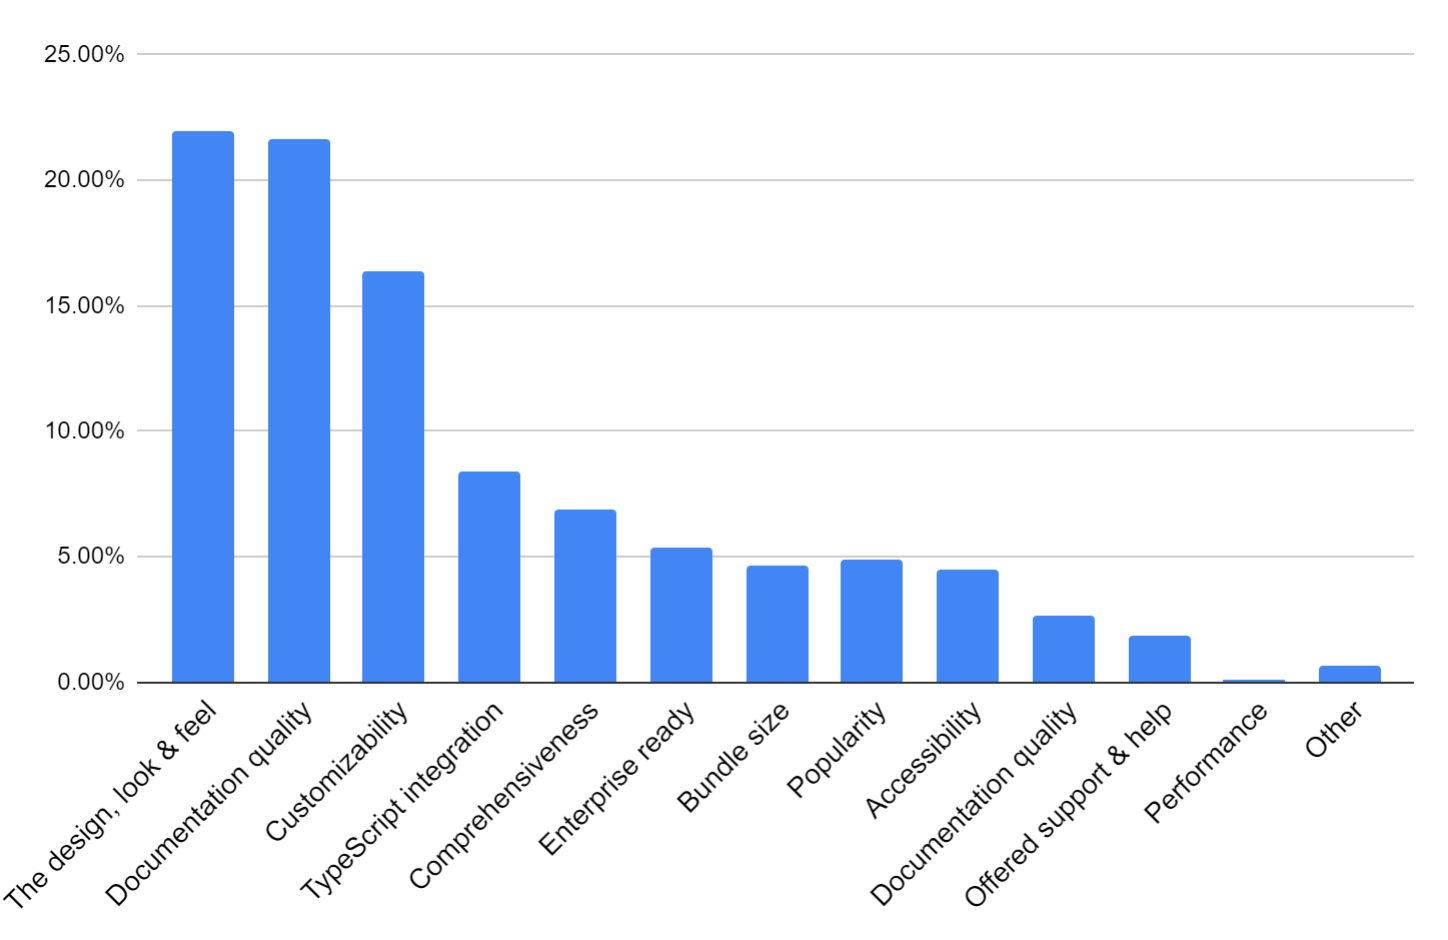 25.00%
20.00%
15.00%
10.00%
5.00%
0.00%
The design, look & feel
Documentation quality
Customizability
TypeScript integration
Comprehensiveness
Enterprise ready
Bundle size
Popularity
Accessibility
Documentation quality
Offered support & help
Performance
Other